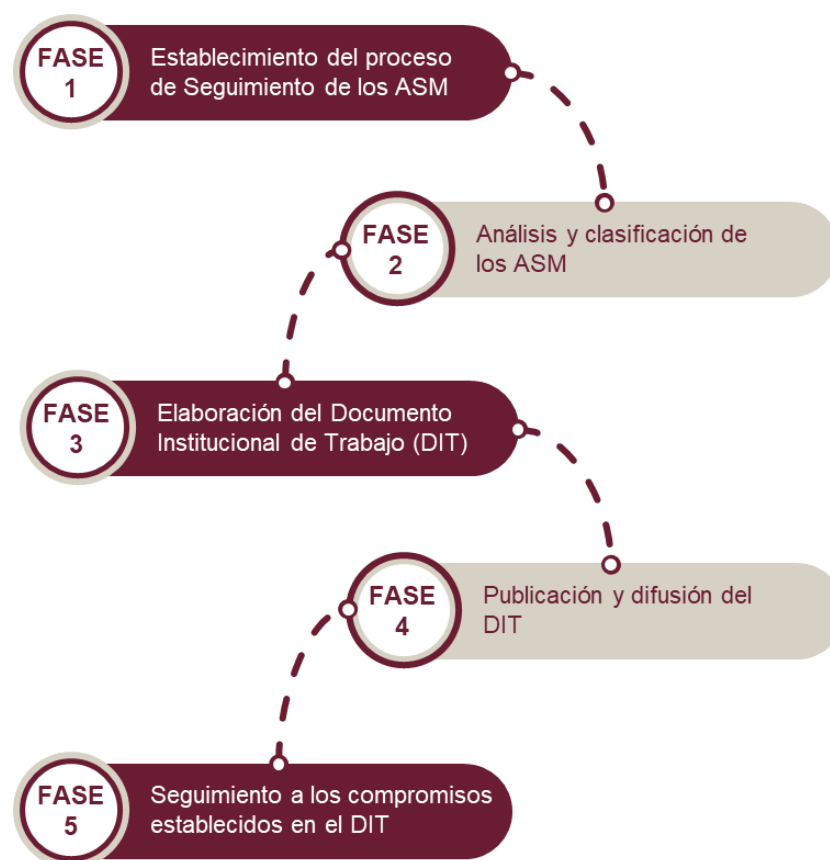 FASE
1
Establecimiento del proceso
de Seguimiento de los ASM
FASE
2
Análisis y clasificación de
los ASM
FASE
3
Elaboración del Documento
Institucional de Trabajo (DIT)
FASE
4
Publicación y difusión del
DIT
FASE
5
Seguimiento a los compromisos
establecidos en el DIT